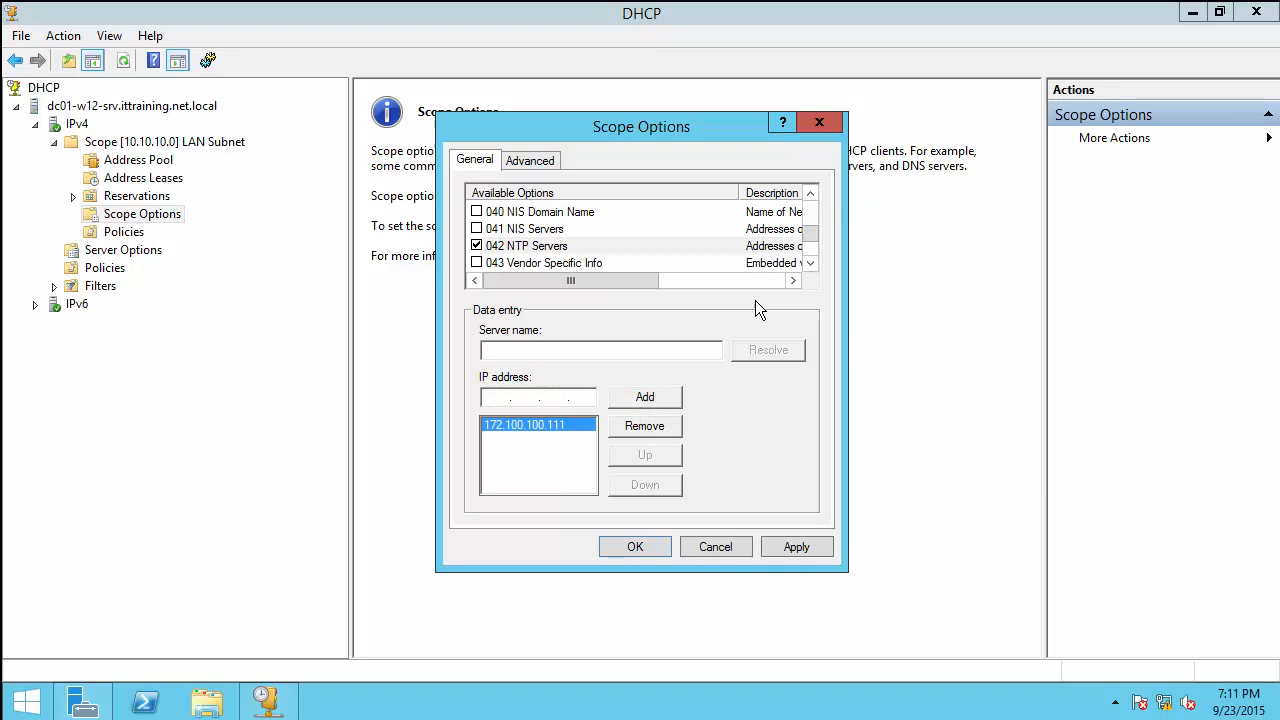 DHCP
File Action View Help
DHCP
dc01-w12-srv.ittraining.net.local
IPv4
Scope [10.10.10.0] LAN Subnet
Address Pool
Address Leases
Reservations
Scope Options
Policies
Server Options
Policies
Filters
IPv6
Scope Options
Scope optio
HCP clients. For example,
some comm
rvers, and DNS servers.
Scope optio
To set the s
For more inf
Scope Options
?
General Advanced
Available Options Description
040 NIS Domain Name Name of Ne
041 NIS Servers Addresses o
042 NTP Servers Addresses o
043 Vendor Specific Info Embedded v
Data entry
Server name:
Resolve
IP address:
. . . Add
172.100.100.111 Remove
Up
Down
OK Cancel Apply
Actions
Scope Options
More Actions
7:11 PM
9/23/2015